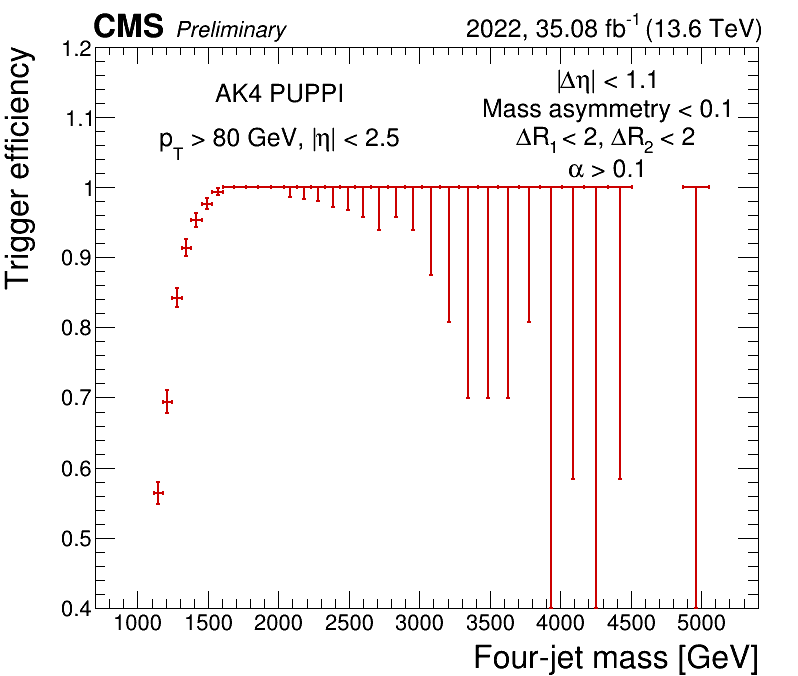 CMS Preliminary 2022, 35.08 fb⁻¹ (13.6 TeV)
Trigger efficiency
1.2
1.1
1
0.9
0.8
0.7
0.6
0.5
0.4
AK4 PUPPI
p_T > 80 GeV, |η| < 2.5
|Δη| < 1.1
Mass asymmetry < 0.1
ΔR₁ < 2, ΔR₂ < 2
α > 0.1
1000 1500 2000 2500 3000 3500 4000 4500 5000
Four-jet mass [GeV]